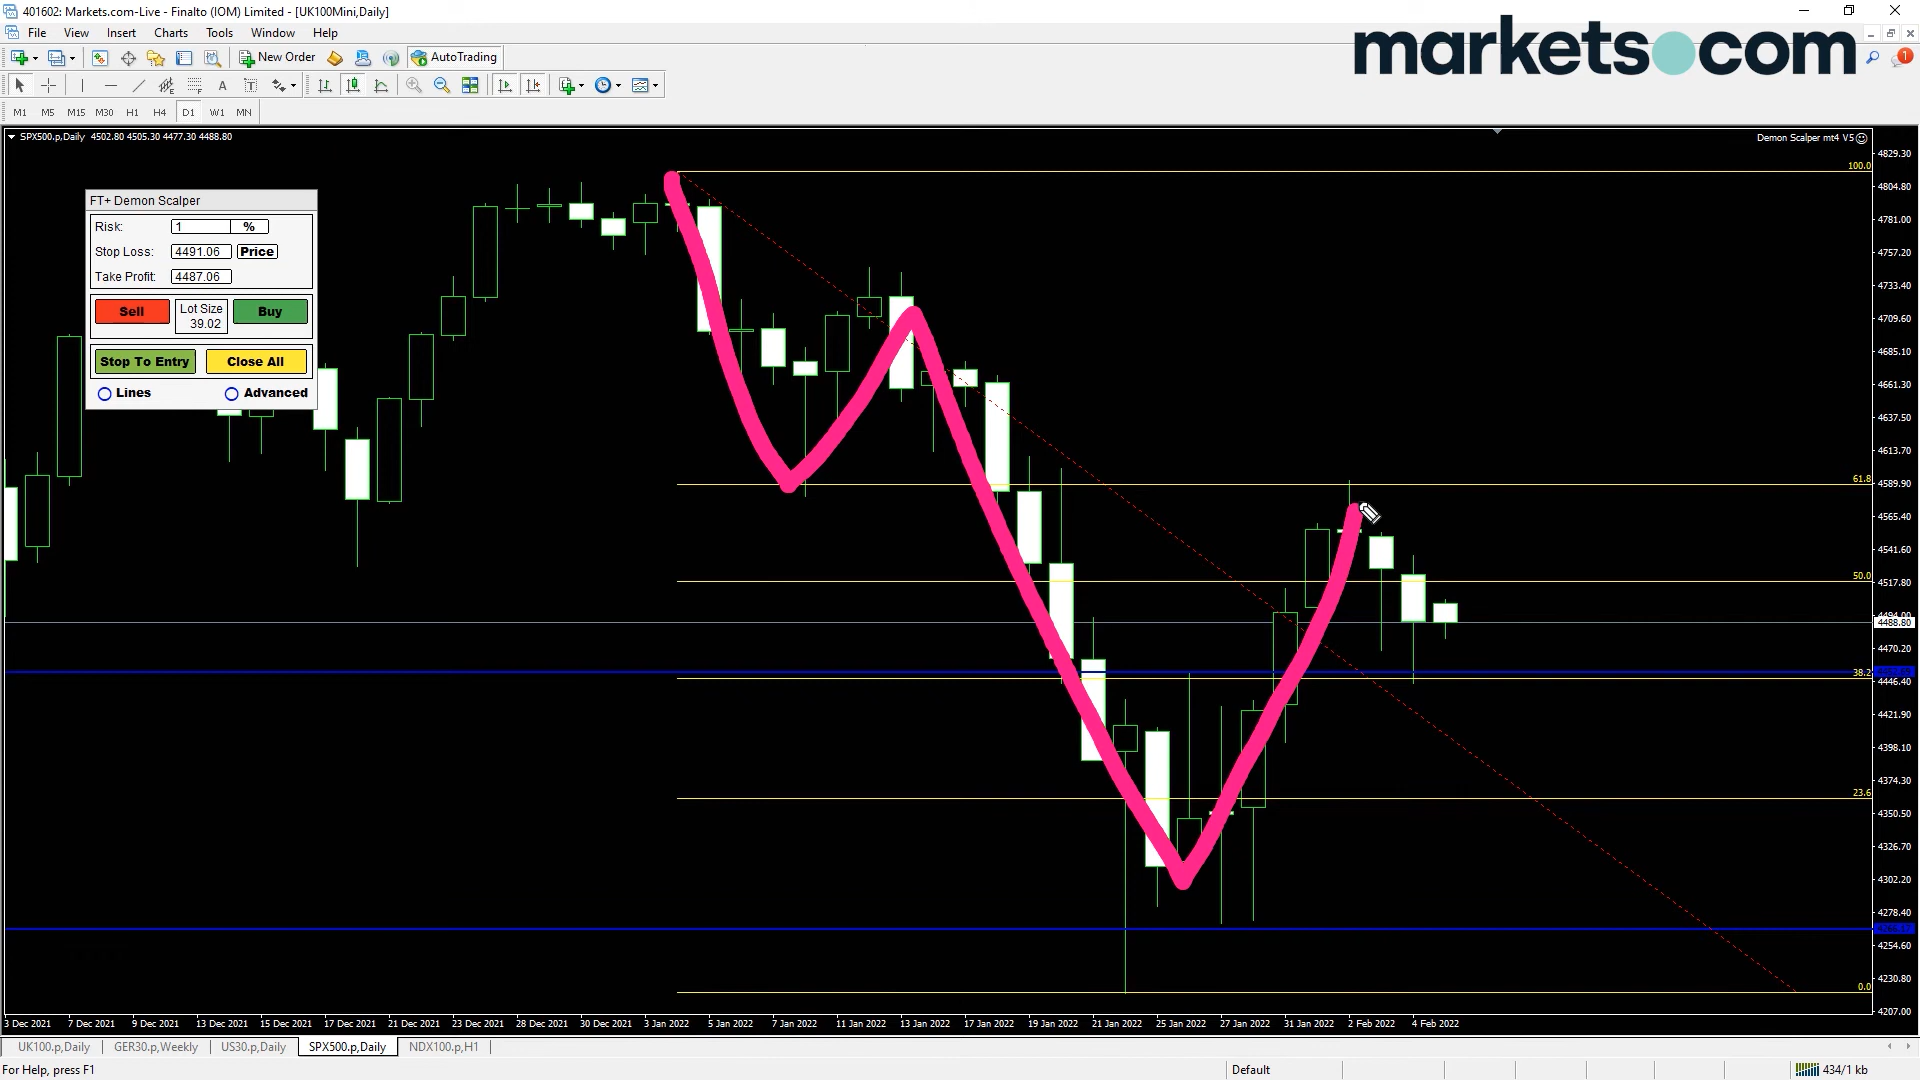 401602: Markets.com-Live - Finalto (IOM) Limited - [UK100Mini,Daily]
File View Insert Charts Tools Window Help
markets.com
1
New Order AutoTrading
A T
M1 M5 M15 M30 H1 H4 D1 W1 MN
SPX500.p,Daily 4502.80 4505.30 4477.30 4488.80
Demon Scalper mt4 V5
FT+ Demon Scalper
Risk: 1 %
Stop Loss: 4491.06 Price
Take Profit: 4487.06
Sell Lot Size 39.02 Buy
Stop To Entry Close All
Lines Advanced
100.0
61.8
50.0
38.2
23.6
0.0
4829.30
4804.80
4781.00
4757.20
4733.40
4709.60
4685.10
4661.30
4637.50
4613.70
4589.90
4565.40
4541.60
4517.80
4494.00
4488.80
4470.20
4446.40
4421.90
4398.10
4374.30
4350.50
4326.70
4302.20
4278.40
4254.60
4230.80
4207.00
3 Dec 2021 7 Dec 2021 9 Dec 2021 13 Dec 2021 15 Dec 2021 17 Dec 2021 21 Dec 2021 23 Dec 2021 28 Dec 2021 30 Dec 2021 3 Jan 2022 5 Jan 2022 7 Jan 2022 11 Jan 2022 13 Jan 2022 17 Jan 2022 19 Jan 2022 21 Jan 2022 25 Jan 2022 27 Jan 2022 31 Jan 2022 2 Feb 2022 4 Feb 2022
UK100.p,Daily GER30.p,Weekly US30.p,Daily SPX500.p,Daily NDX100.p,H1
For Help, press F1 Default 434/1 kb